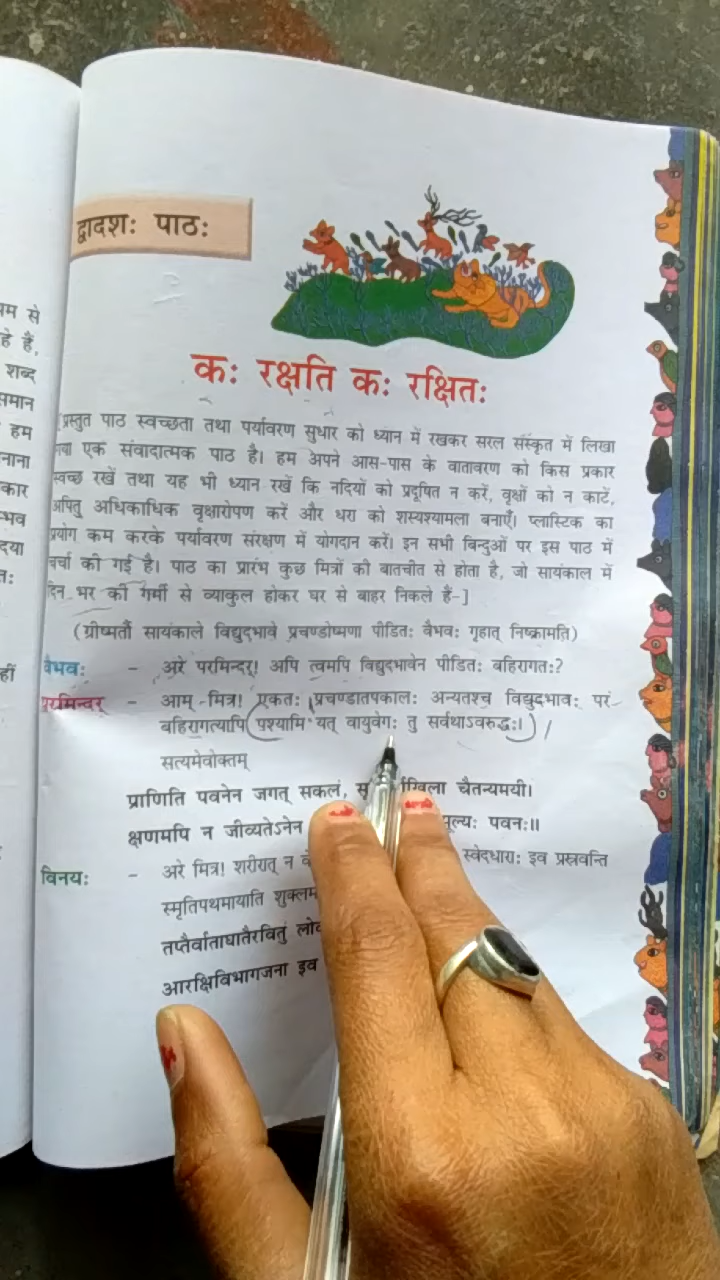 द्वादशः पाठः
कः रक्षति कः रक्षितः
[प्रस्तुत पाठ स्वच्छता तथा पर्यावरण सुधार को ध्यान में रखकर सरल संस्कृत में लिखा
गया एक संवादात्मक पाठ है। हम अपने आस-पास के वातावरण को किस प्रकार
स्वच्छ रखें तथा यह भी ध्यान रखें कि नदियों को प्रदूषित न करें, वृक्षों को न काटें,
अपितु अधिकाधिक वृक्षारोपण करें और धरा को शस्यश्यामला बनाएँ। प्लास्टिक का
प्रयोग कम करके पर्यावरण संरक्षण में योगदान करें। इन सभी बिन्दुओं पर इस पाठ में
चर्चा की गई है। पाठ का प्रारंभ कुछ मित्रों की बातचीत से होता है, जो सायंकाल में
दिन भर की गर्मी से व्याकुल होकर घर से बाहर निकले हैं-]
(ग्रीष्मर्तौ सायंकाले विद्युदभावे प्रचण्डोष्मणा पीडितः वैभवः गृहात् निष्क्रामति)
वैभवः - अरे परमिन्दर्! अपि त्वमपि विद्युदभावेन पीडितः बहिरागतः?
परमिन्दर् - आम् मित्र! एकतः प्रचण्डातपकालः अन्यतश्च विद्युदभावः परं
बहिरागत्यापि पश्यामि यत् वायुवेगः तु सर्वथाऽवरुद्धः।
सत्यमेवोक्तम्
प्राणिति पवनेन जगत् सकलं, चैतन्यमयी।
क्षणमपि न जीव्यतेऽनेन पवनः॥
विनयः - अरे मित्र! शरीरात् न स्वेदधाराः इव प्रस्रवन्ति
स्मृतिपथमायाति
तप्तैर्वाताघातैरवितुं
आरक्षिविभागजना इव